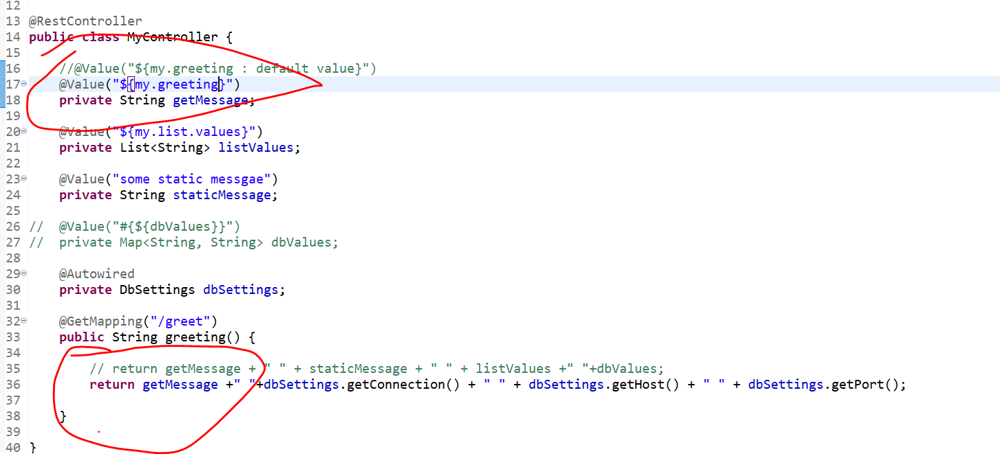 12
13 @RestController
14 public class MyController {
15
16 //@Value("${my.greeting : default value}")
17 @Value("${my.greeting}")
18 private String getMessage;
19
20 @Value("${my.list.values}")
21 private List<String> listValues;
22
23 @Value("some static messgae")
24 private String staticMessage;
25
26 // @Value("#{${dbValues}}")
27 // private Map<String, String> dbValues;
28
29 @Autowired
30 private DbSettings dbSettings;
31
32 @GetMapping("/greet")
33 public String greeting() {
34
35 // return getMessage + " " + staticMessage + " " + listValues +" "+dbValues;
36 return getMessage +" "+dbSettings.getConnection() + " " + dbSettings.getHost() + " " + dbSettings.getPort();
37
38 }
39
40 }